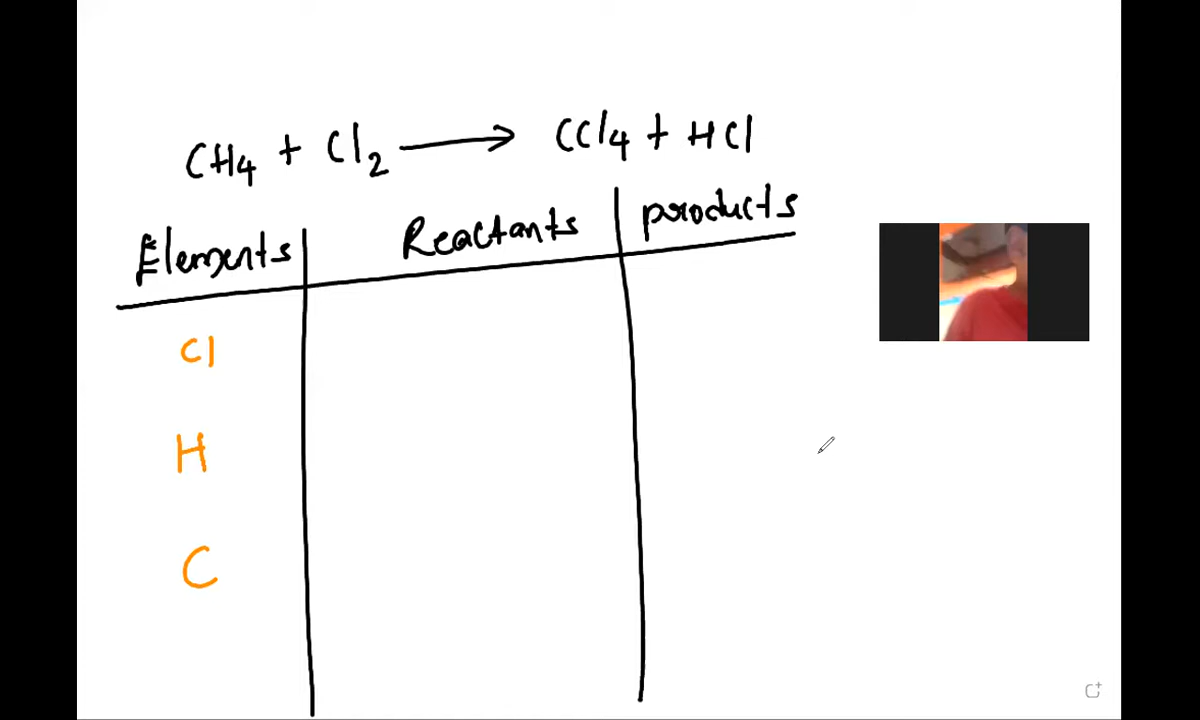 CH4 + Cl2 → CCl4 + HCl
Elements Reactants products
Cl
H
C